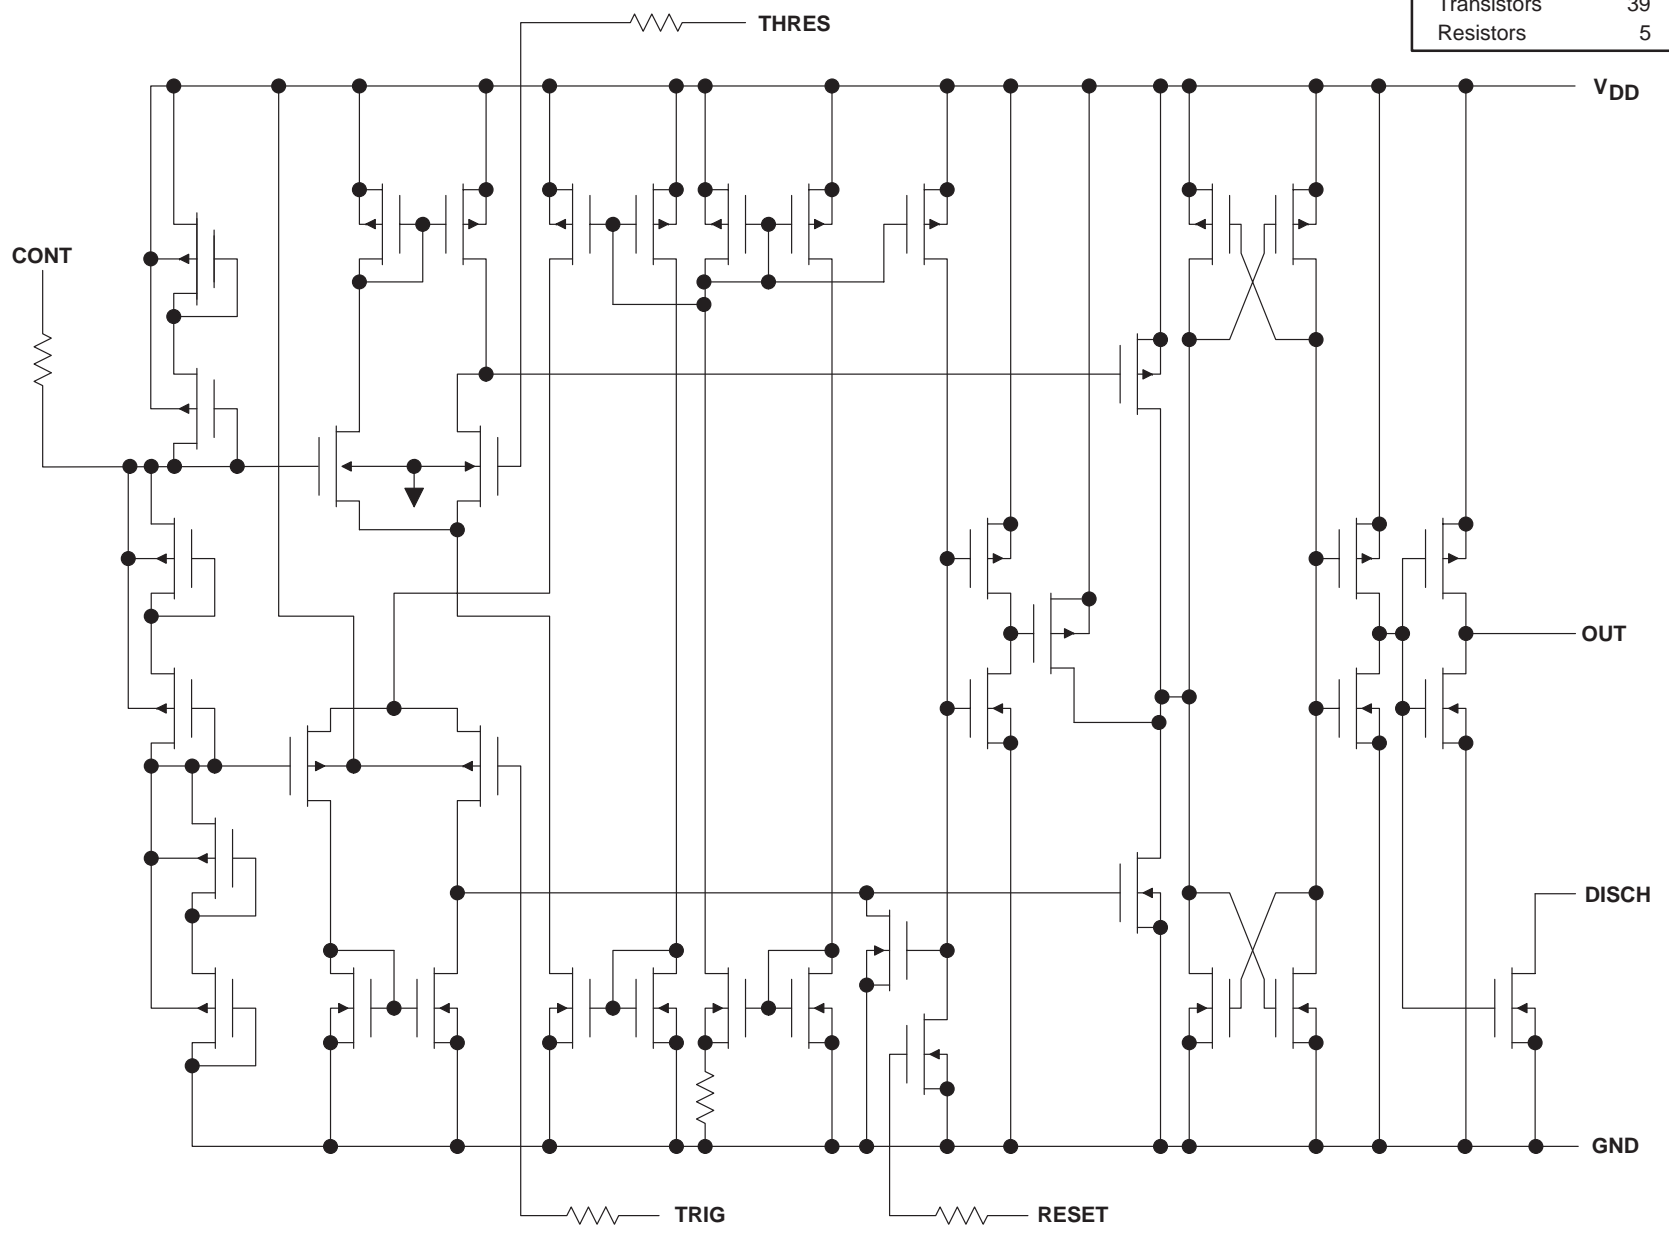 Transistors 39
Resistors 5
THRES
VDD
CONT
OUT
DISCH
GND
TRIG
RESET